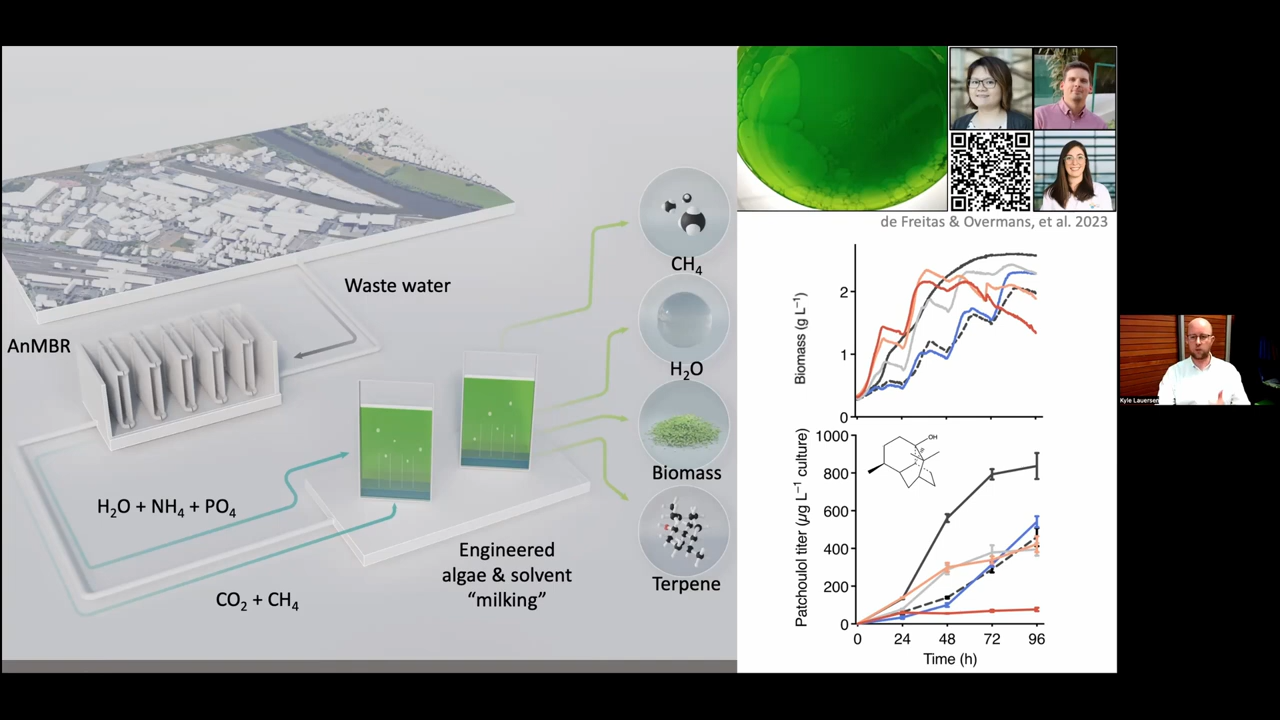 Waste water
AnMBR
H₂O + NH₄ + PO₄
CO₂ + CH₄
Engineered
algae & solvent
“milking”
CH₄
H₂O
Biomass
Terpene
de Freitas & Overmans, et al. 2023
Biomass (g L⁻¹)
2
1
0
Patchoulol titer (µg L⁻¹ culture)
1000
800
600
400
200
0
OH
0 24 48 72 96
Time (h)
Kyle Lauersen